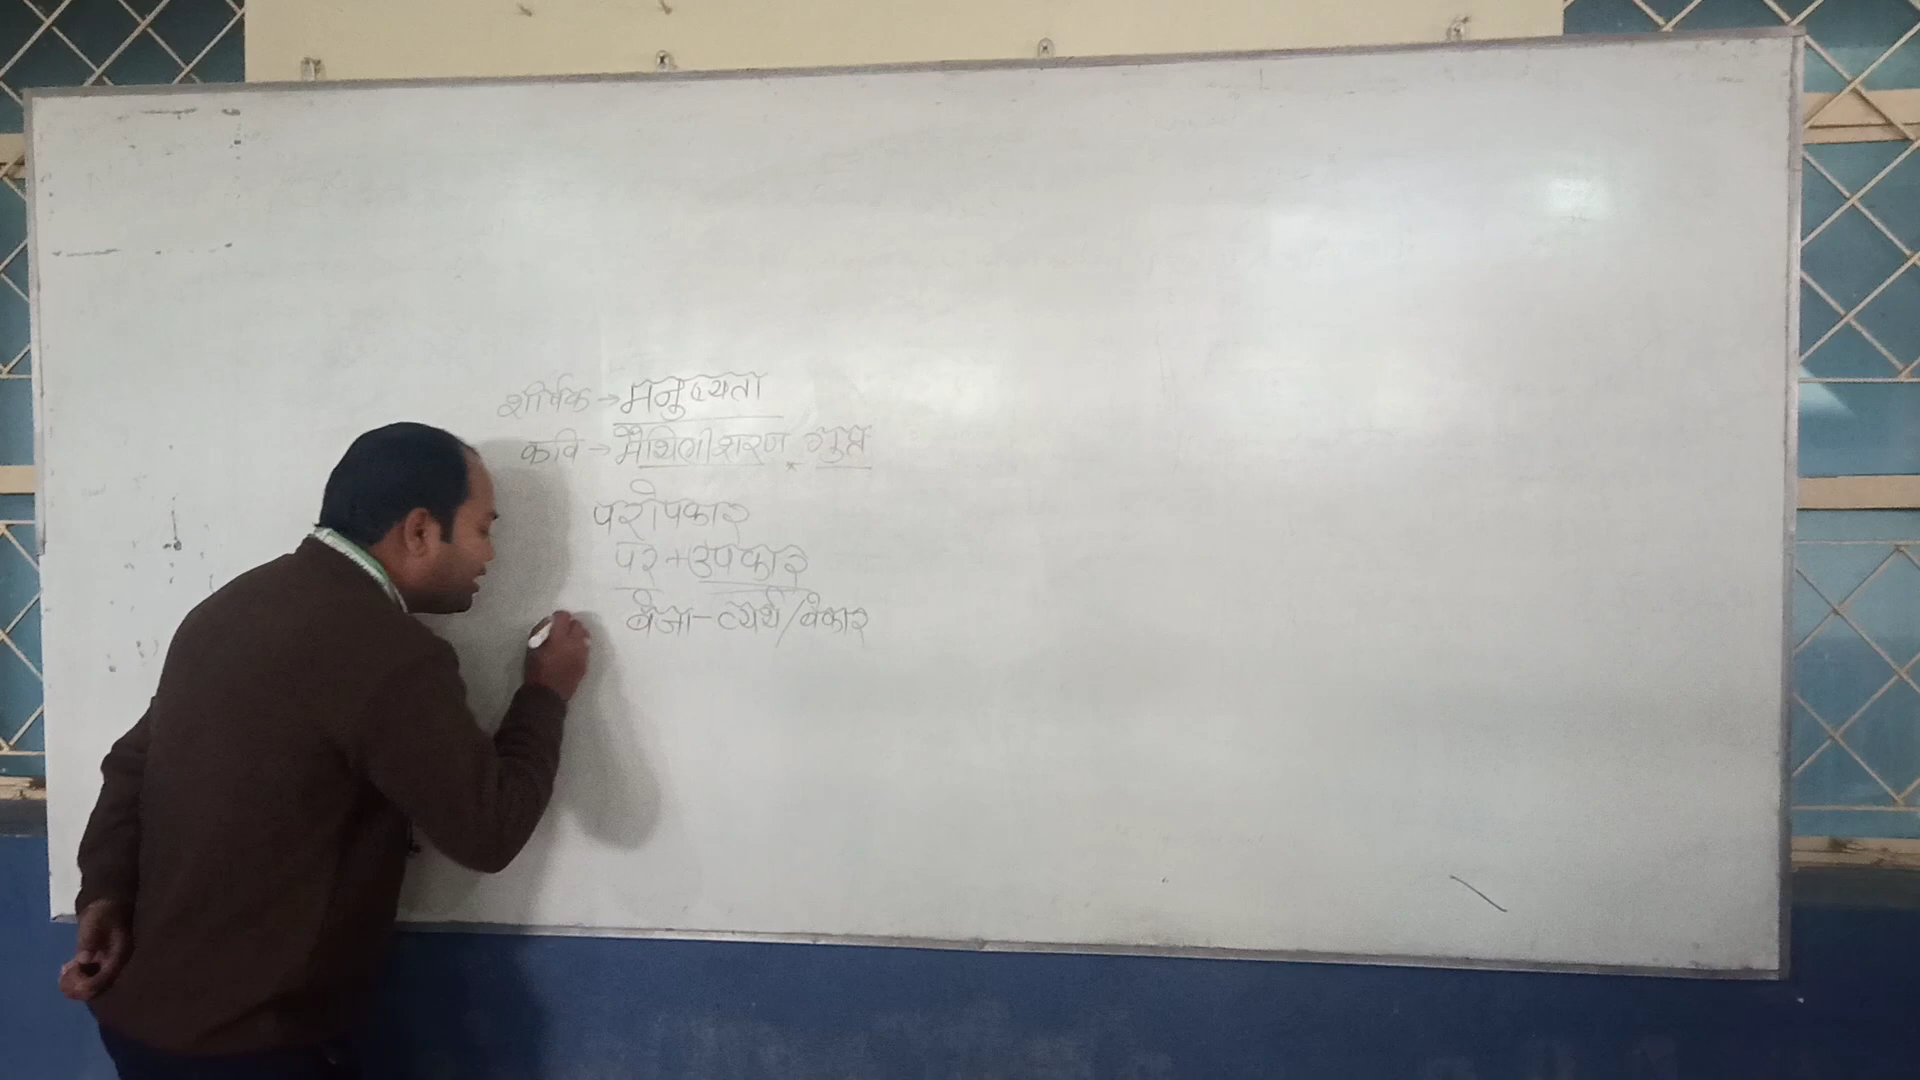 शीर्षक → मनुष्यता
कवि → मैथिलीशरण गुप्त
परोपकार
पर + उपकार
बेजा - व्यर्थ / बेकार